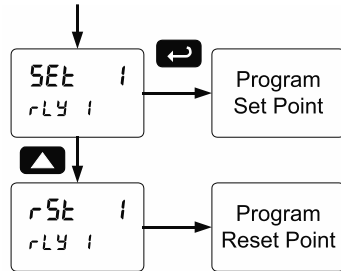 SEt 1
rLY 1
Program
Set Point
rSt 1
rLY 1
Program
Reset Point